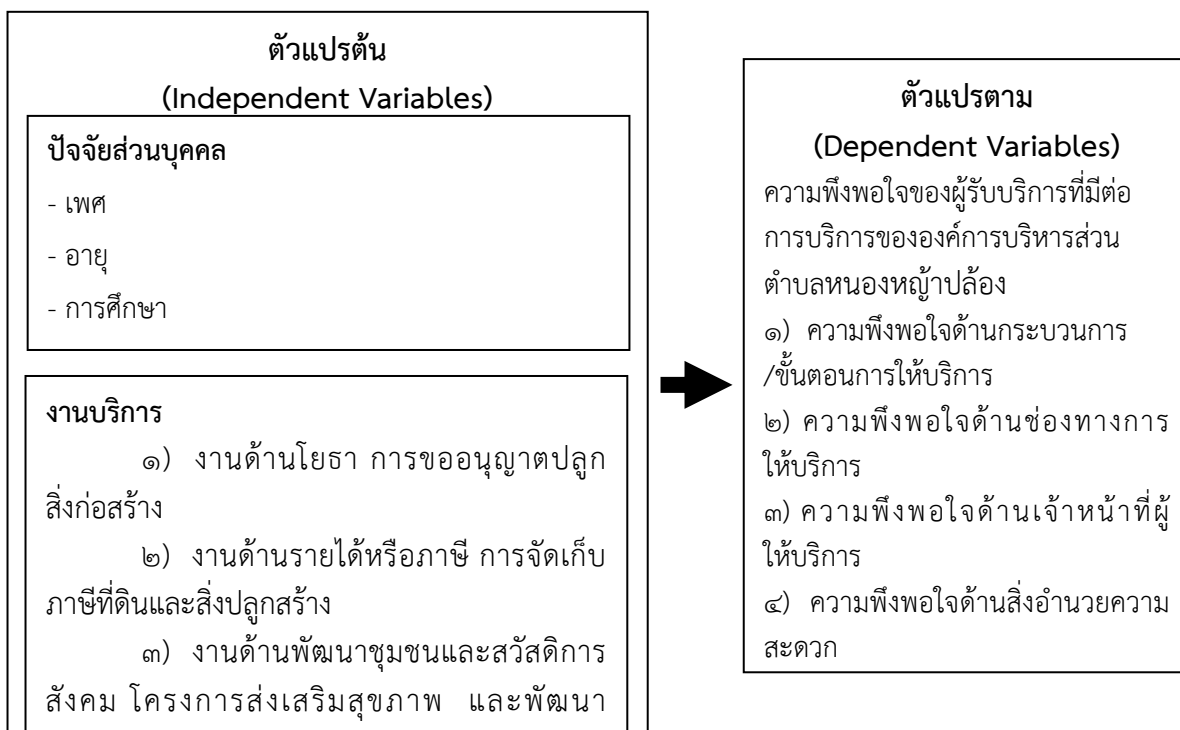 ตัวแปรต้น
(Independent Variables)
ปัจจัยส่วนบุคคล
- เพศ
- อายุ
- การศึกษา
งานบริการ
๑) งานด้านโยธา การขออนุญาตปลูก
สิ่งก่อสร้าง
๒) งานด้านรายได้หรือภาษี การจัดเก็บ
ภาษีที่ดินและสิ่งปลูกสร้าง
๓) งานด้านพัฒนาชุมชนและสวัสดิการ
สังคม โครงการส่งเสริมสุขภาพ และพัฒนา
ตัวแปรตาม
(Dependent Variables)
ความพึงพอใจของผู้รับบริการที่มีต่อ
การบริการขององค์การบริหารส่วน
ตำบลหนองหญ้าปล้อง
๑) ความพึงพอใจด้านกระบวนการ
/ขั้นตอนการให้บริการ
๒) ความพึงพอใจด้านช่องทางการ
ให้บริการ
๓) ความพึงพอใจด้านเจ้าหน้าที่ผู้
ให้บริการ
๔) ความพึงพอใจด้านสิ่งอำนวยความ
สะดวก